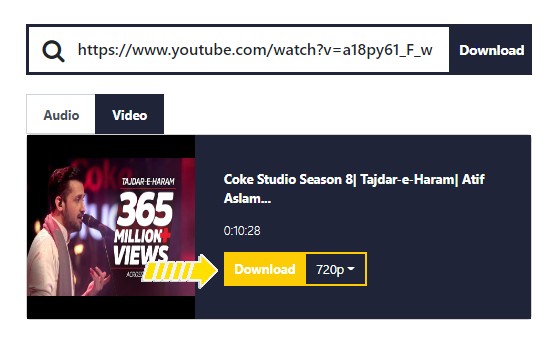 https://www.youtube.com/watch?v=a18py61_F_w
Download
Audio
Video
TAJDAR-E-HARAM
365
MILLION+
VIEWS
Coke Studio Season 8| Tajdar-e-Haram| Atif
Aslam...
0:10:28
Download
720p